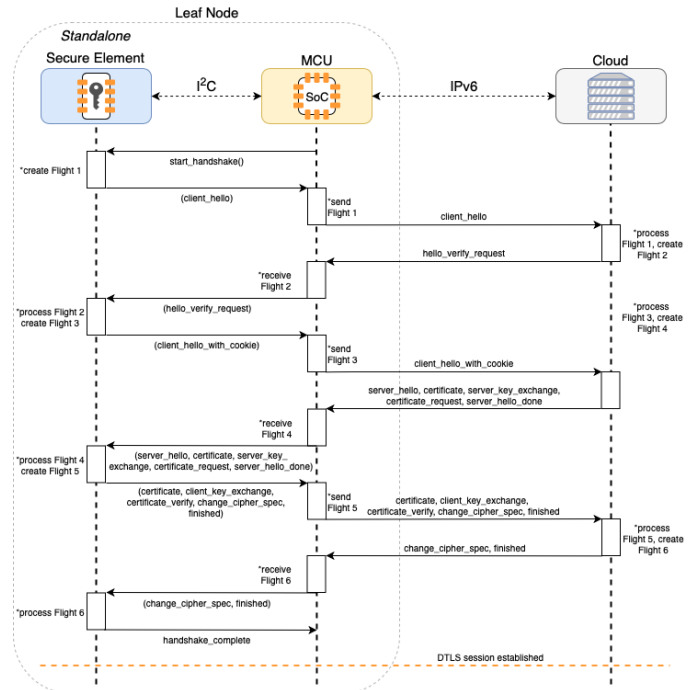 Leaf Node
Standalone
Secure Element
MCU
Cloud
I²C
SoC
IPv6
start_handshake()
*create Flight 1
(client_hello)
*send
Flight 1
client_hello
*process
Flight 1, create
Flight 2
hello_verify_request
*receive
Flight 2
(hello_verify_request)
*process Flight 2
create Flight 3
*process
Flight 3, create
Flight 4
(client_hello_with_cookie)
*send
Flight 3
client_hello_with_cookie
server_hello, certificate, server_key_exchange,
certificate_request, server_hello_done
*receive
Flight 4
(server_hello, certificate, server_key_
exchange, certificate_request, server_hello_done)
*process Flight 4
create Flight 5
(certificate, client_key_exchange,
certificate_verify, change_cipher_spec,
finished)
*send
Flight 5
certificate, client_key_exchange,
certificate_verify, change_cipher_spec, finished
*process
Flight 5, create
Flight 6
change_cipher_spec, finished
*receive
Flight 6
(change_cipher_spec, finished)
*process Flight 6
handshake_complete
DTLS session established